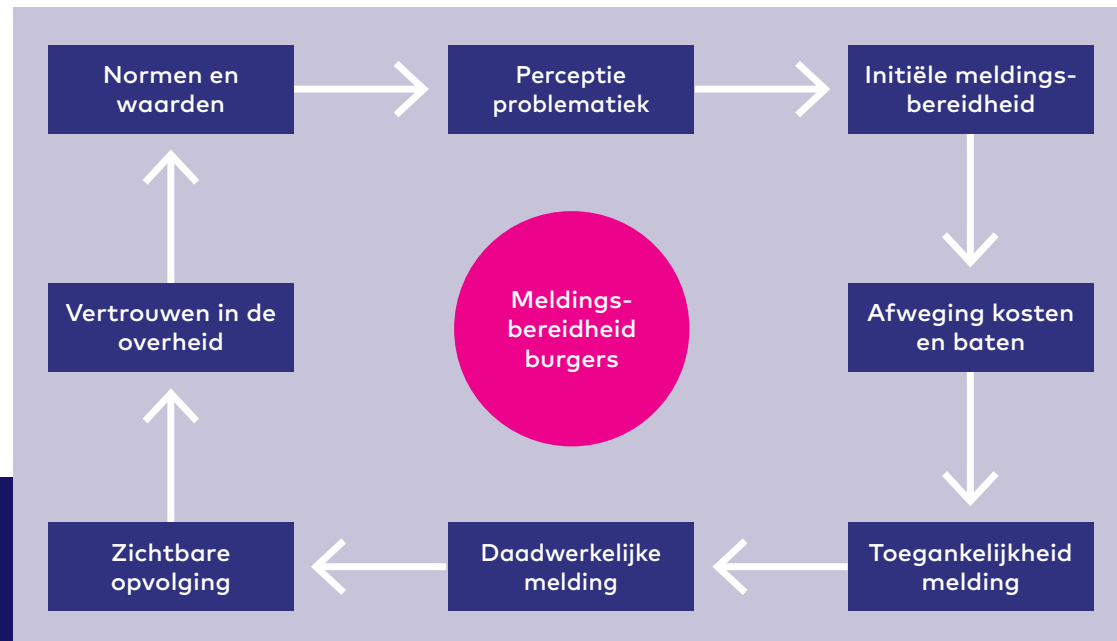 Normen en
waarden
Perceptie
problematiek
Initiële meldings-
bereidheid
Vertrouwen in de
overheid
Meldings-
bereidheid
burgers
Afweging kosten
en baten
Zichtbare
opvolging
Daadwerkelijke
melding
Toegankelijkheid
melding